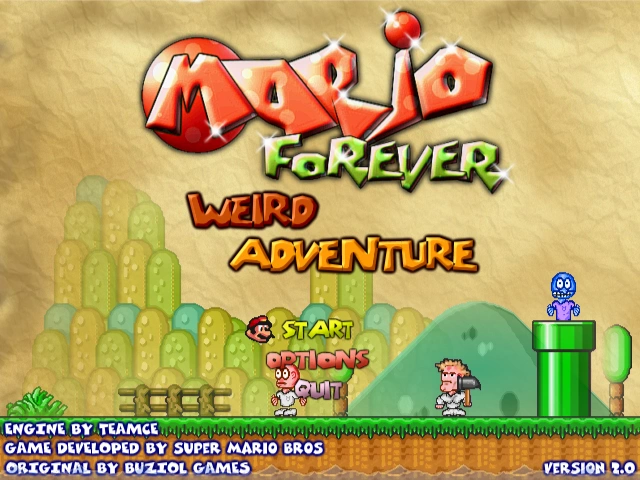 MARIO
FOREVER
WEIRD
ADVENTURE
START
OPTIONS
QUIT
ENGINE BY TEAMCE
GAME DEVELOPED BY SUPER MARIO BROS
ORIGINAL BY BUZIOL GAMES
VERSION 2.0